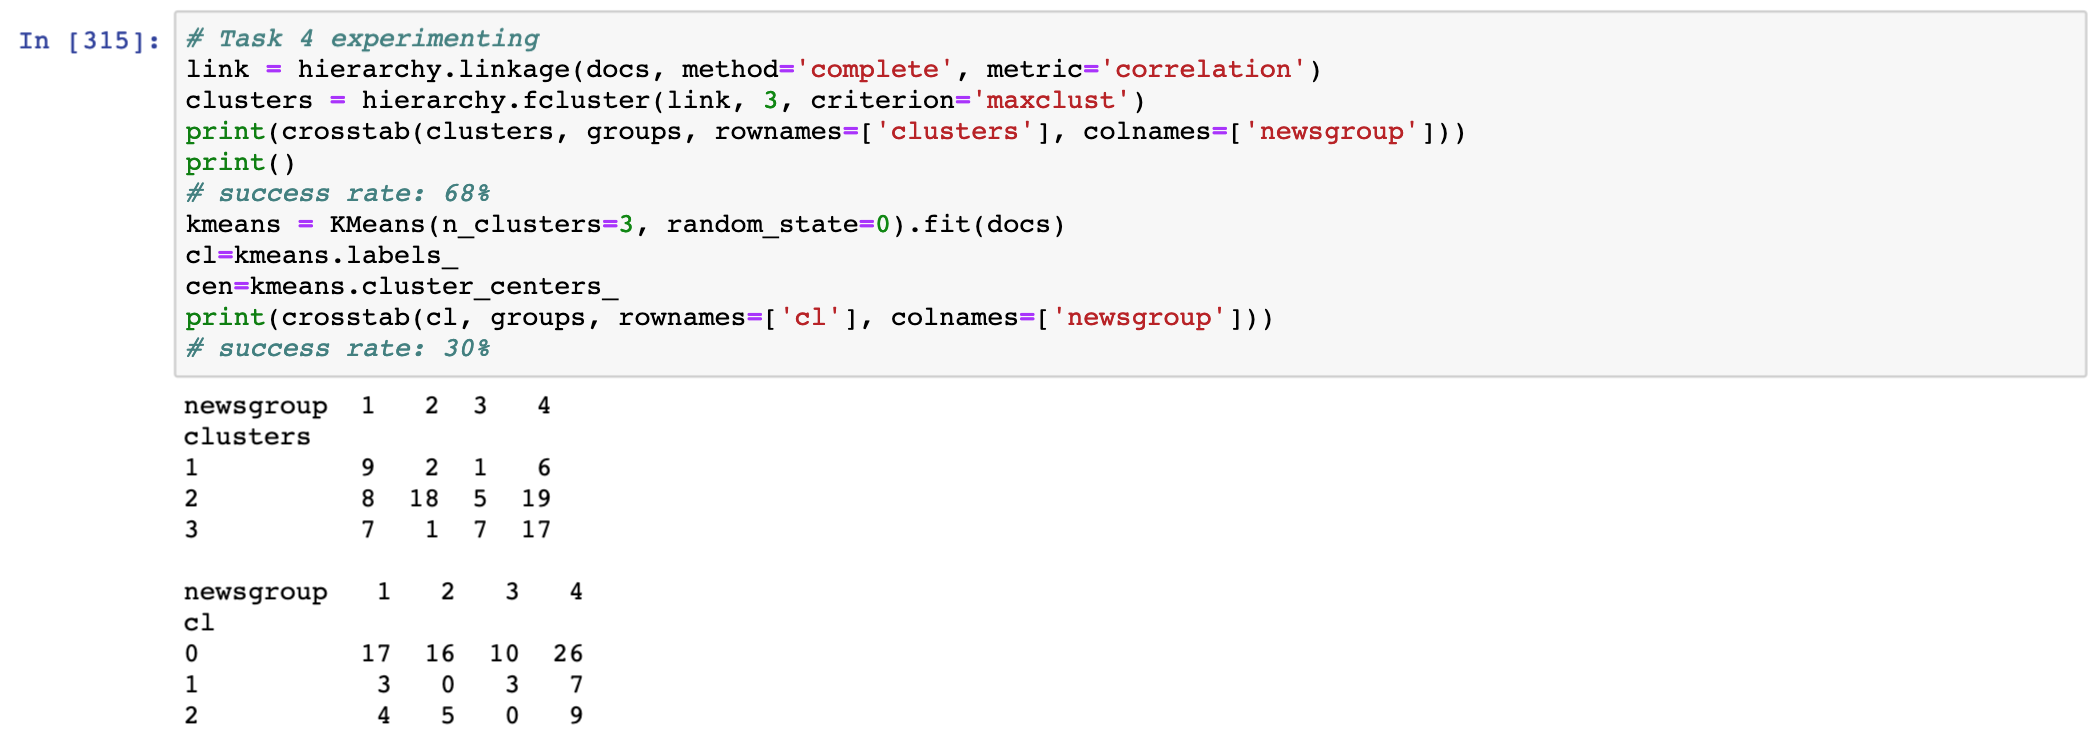 In [315]:
# Task 4 experimenting
link = hierarchy.linkage(docs, method='complete', metric='correlation')
clusters = hierarchy.fcluster(link, 3, criterion='maxclust')
print(crosstab(clusters, groups, rownames=['clusters'], colnames=['newsgroup']))
print()
# success rate: 68%
kmeans = KMeans(n_clusters=3, random_state=0).fit(docs)
cl=kmeans.labels_
cen=kmeans.cluster_centers_
print(crosstab(cl, groups, rownames=['cl'], colnames=['newsgroup']))
# success rate: 30%
newsgroup  1   2  3   4
clusters
1          9   2  1   6
2          8  18  5  19
3          7   1  7  17
newsgroup   1   2   3   4
cl
0          17  16  10  26
1           3   0   3   7
2           4   5   0   9